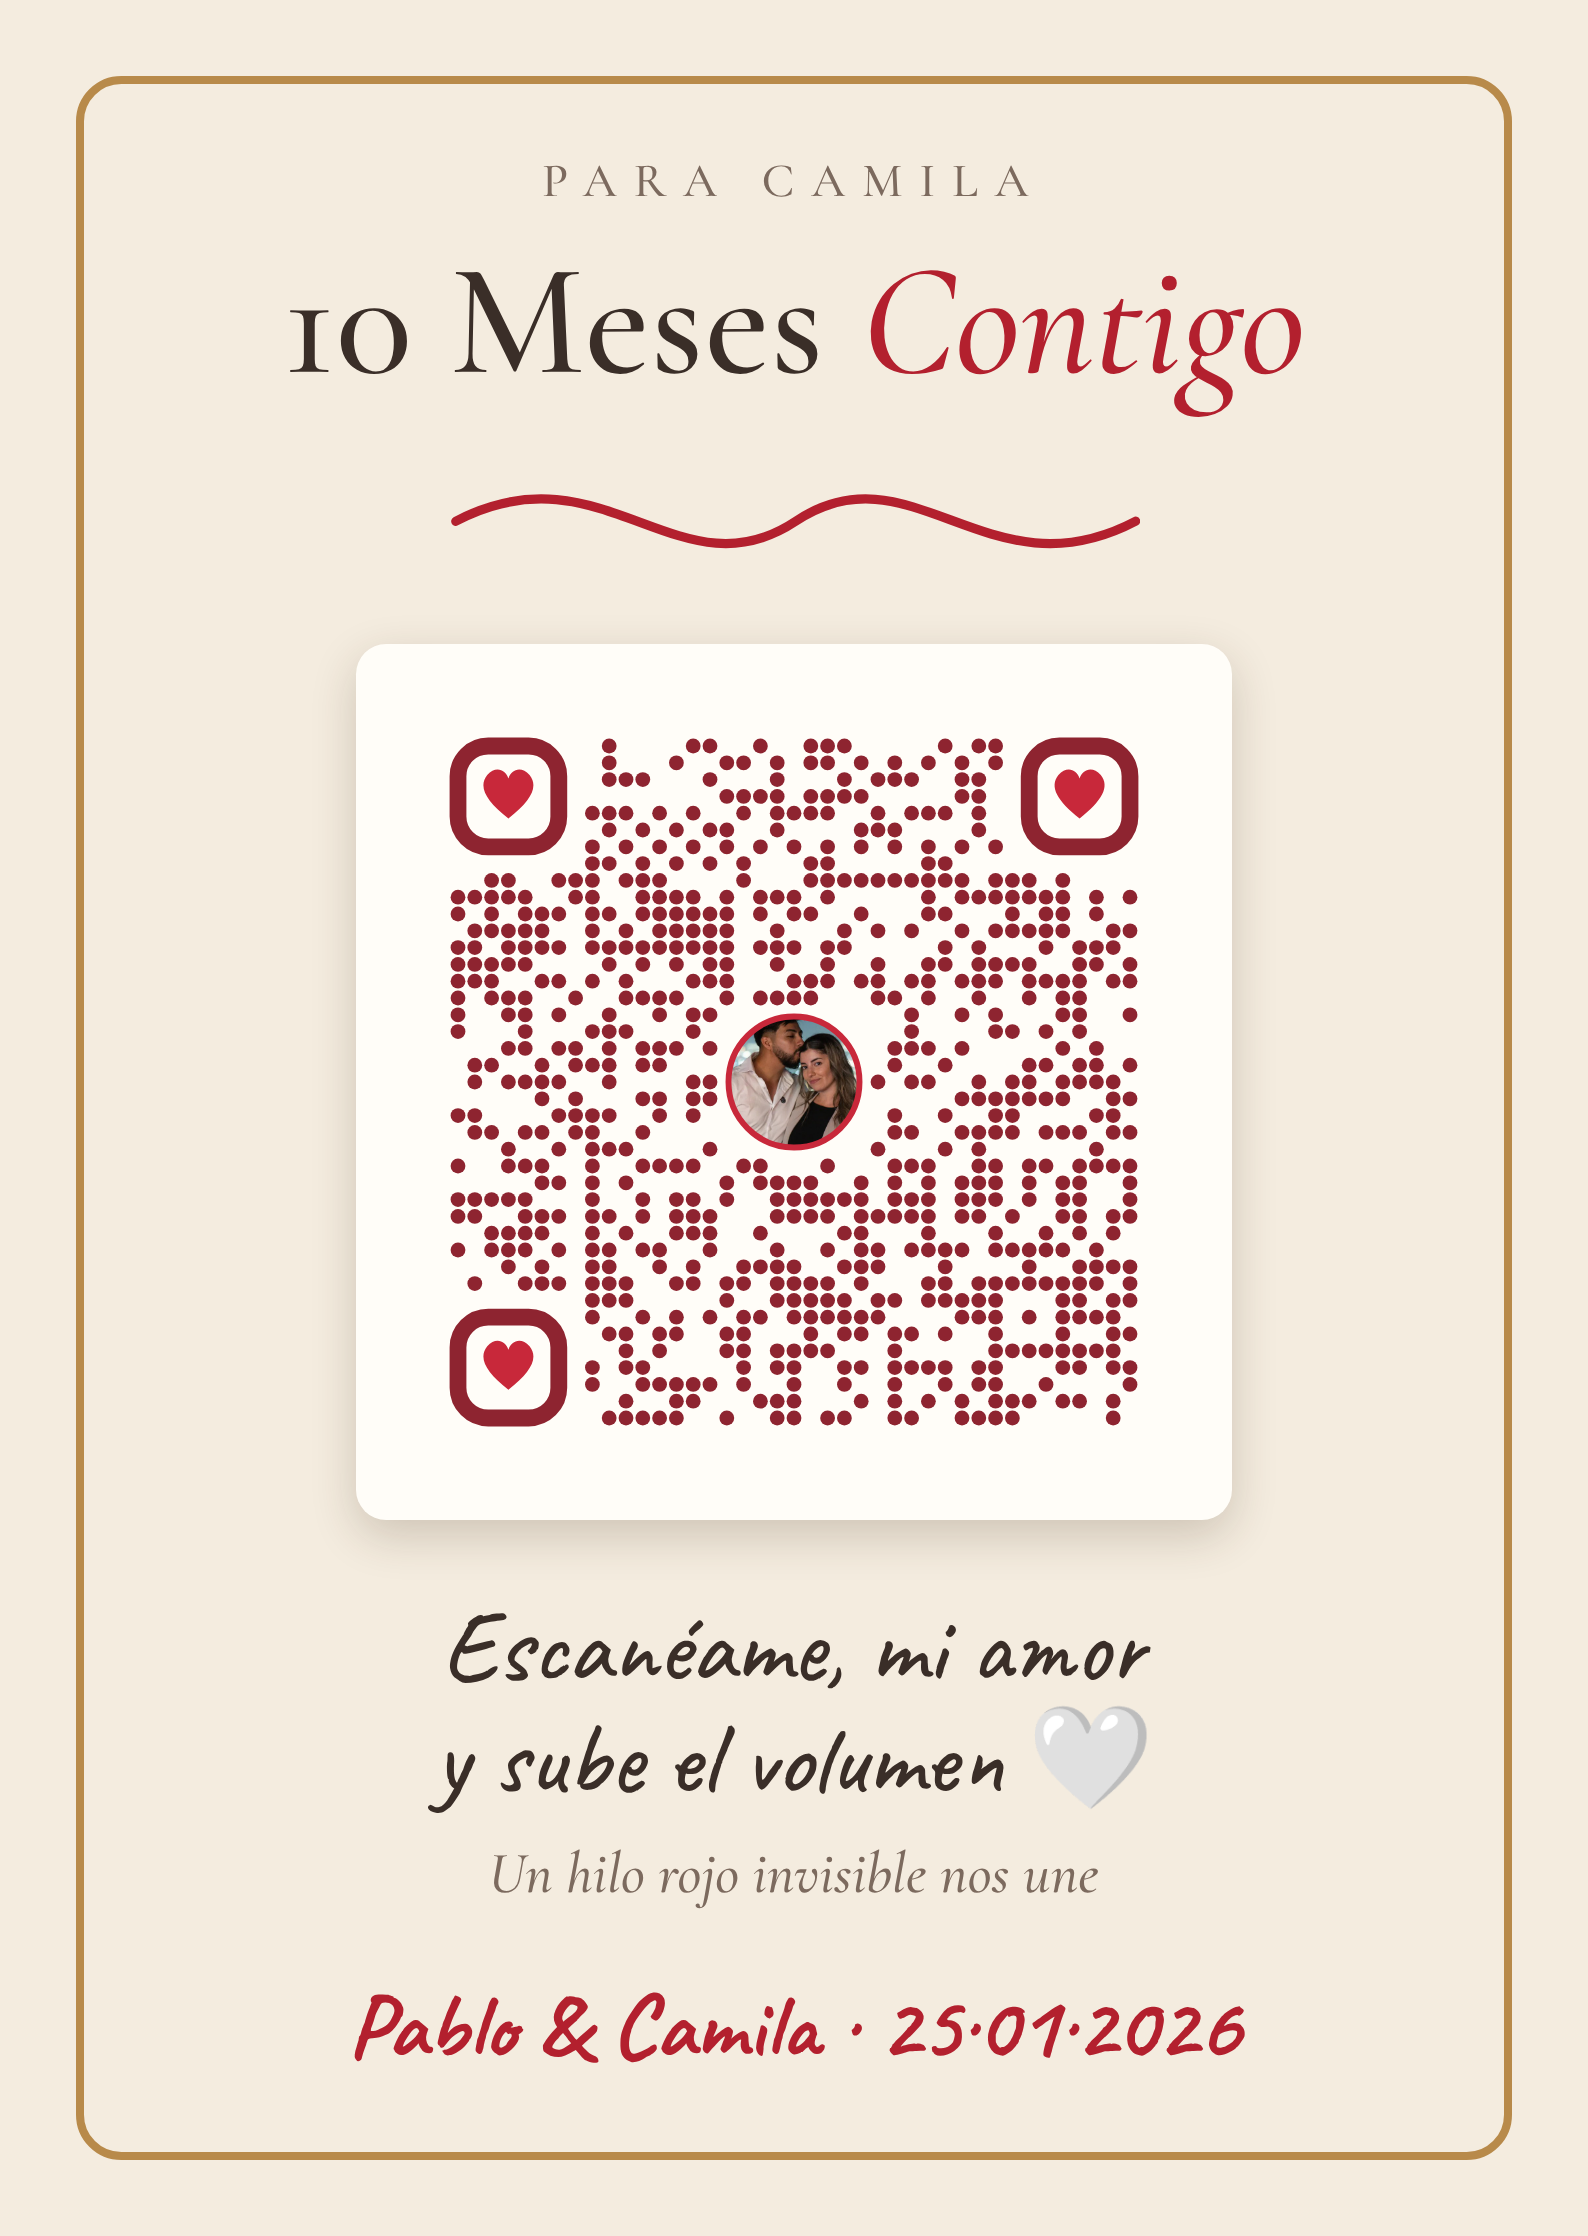 PARA CAMILA
10 Meses Contigo
Escanéame, mi amor
y sube el volumen 🤍
Un hilo rojo invisible nos une
Pablo & Camila · 25·01·2026